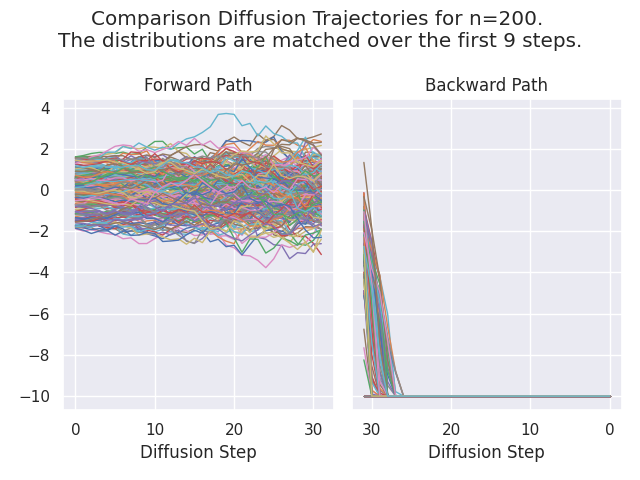 Comparison Diffusion Trajectories for n=200.
The distributions are matched over the first 9 steps.
Forward Path
Backward Path
4
2
0
−2
−4
−6
−8
−10
0 10 20 30
30 20 10 0
Diffusion Step
Diffusion Step